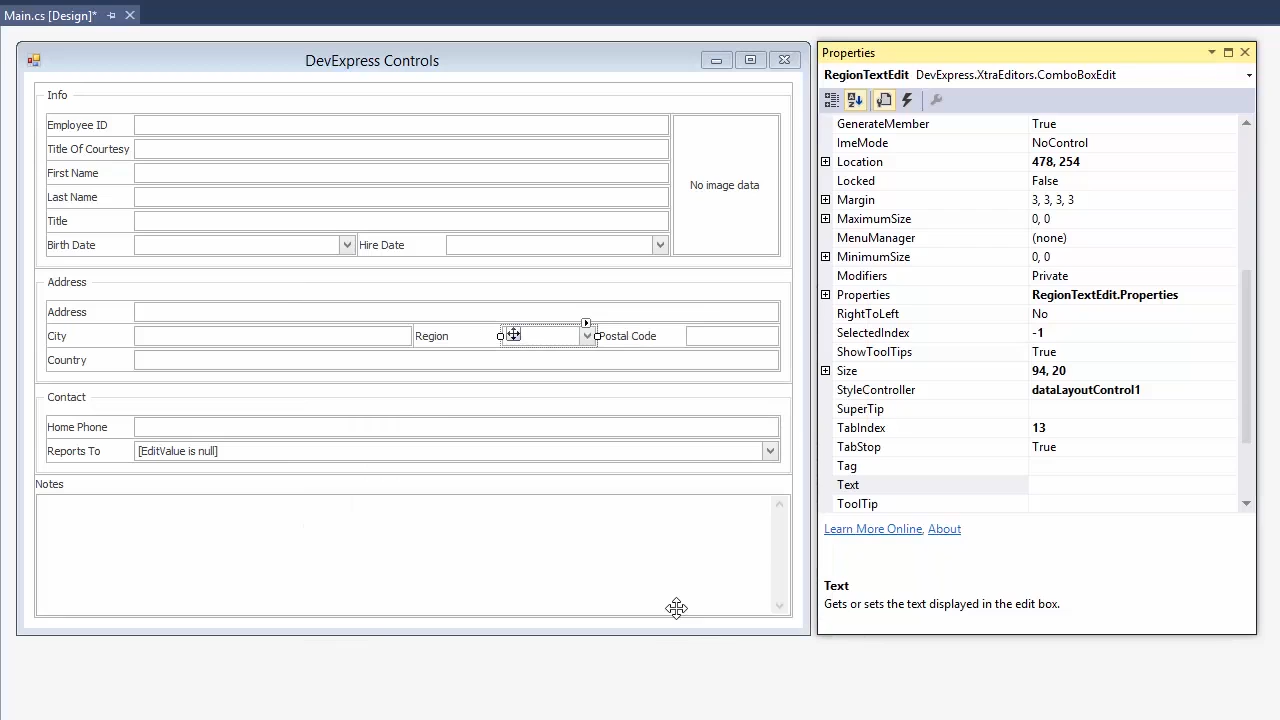 Main.cs [Design]*
DevExpress Controls
Info
Employee ID
Title Of Courtesy
First Name
Last Name
Title
Birth Date
Hire Date
No image data
Address
Address
City
Region
Postal Code
Country
Contact
Home Phone
Reports To
[EditValue is null]
Notes
Properties
RegionTextEdit DevExpress.XtraEditors.ComboBoxEdit
GenerateMember True
ImeMode NoControl
Location 478, 254
Locked False
Margin 3, 3, 3, 3
MaximumSize 0, 0
MenuManager (none)
MinimumSize 0, 0
Modifiers Private
Properties RegionTextEdit.Properties
RightToLeft No
SelectedIndex -1
ShowToolTips True
Size 94, 20
StyleController dataLayoutControl1
SuperTip
TabIndex 13
TabStop True
Tag
Text
ToolTip
Learn More Online, About
Text
Gets or sets the text displayed in the edit box.